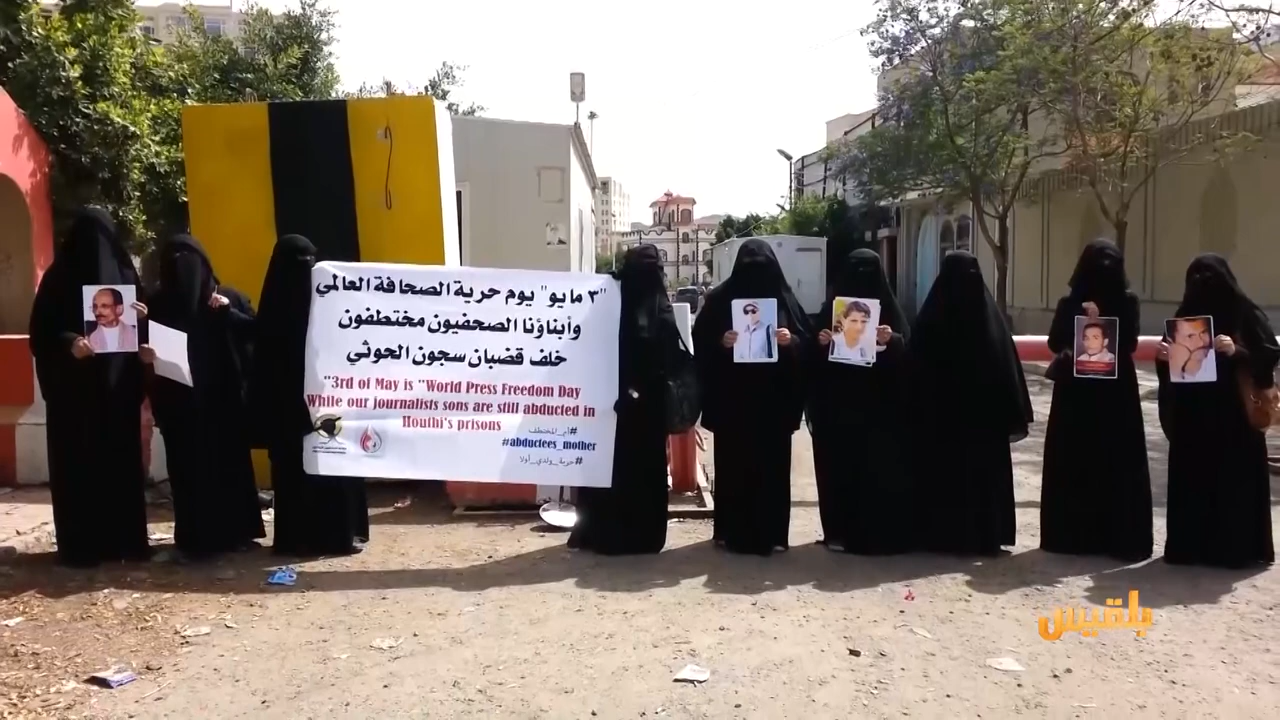 "٣ مايو" يوم حرية الصحافة العالمي
وأبناؤنا الصحفيون مختطفون
خلف قضبان سجون الحوثي
"3rd of May is "World Press Freedom Day
While our journalists sons are still abducted in
Houthi's prisons
#أم_المختطف
#abductees_mother
#حرية_ولدي_أولا
بلقيس